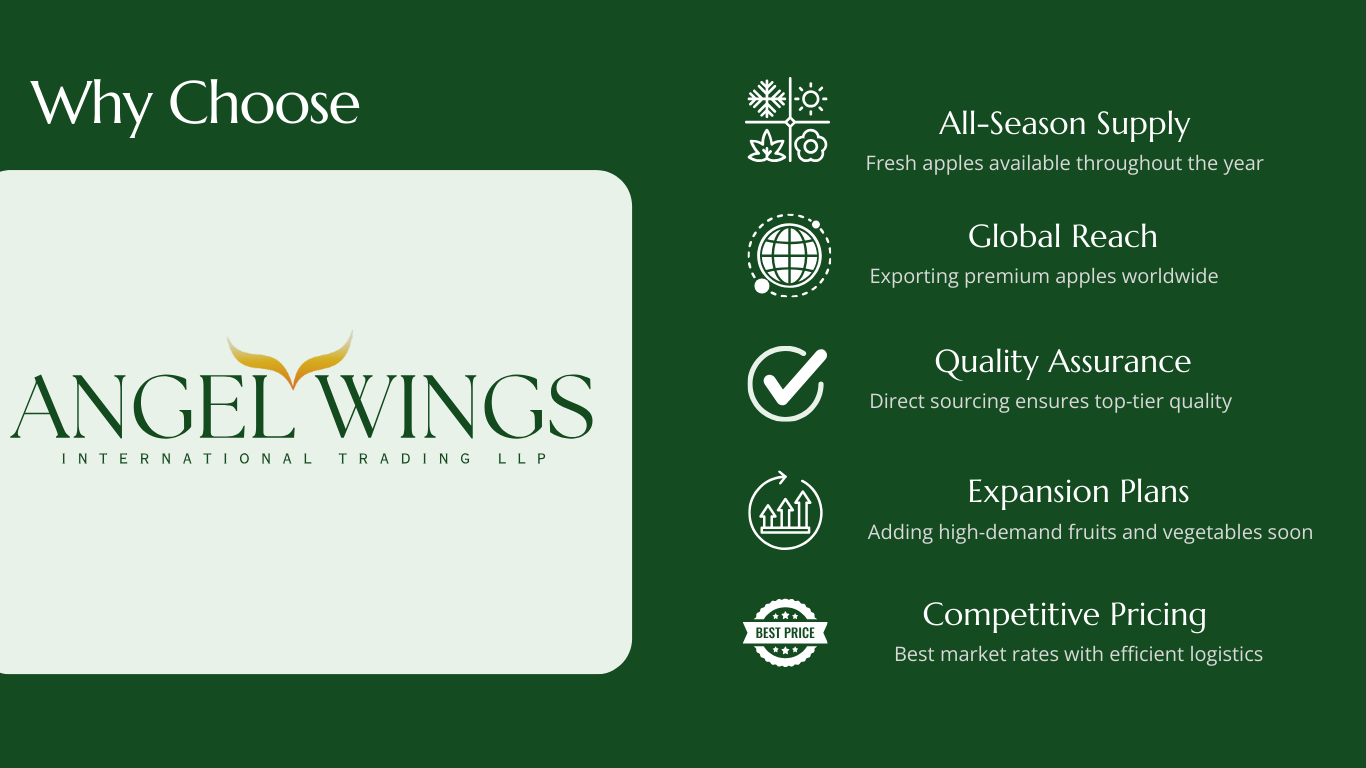 Why Choose
ANGEL WINGS
INTERNATIONAL TRADING LLP
All-Season Supply
Fresh apples available throughout the year
Global Reach
Exporting premium apples worldwide
Quality Assurance
Direct sourcing ensures top-tier quality
Expansion Plans
Adding high-demand fruits and vegetables soon
BEST PRICE
Competitive Pricing
Best market rates with efficient logistics